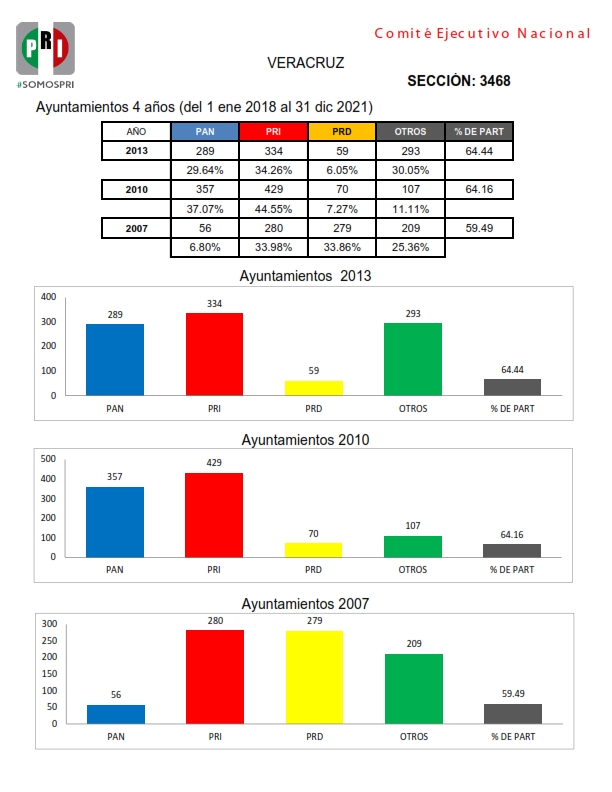 Comité Ejecutivo Nacional
PRI
#SOMOSPRI
VERACRUZ
SECCIÓN: 3468
Ayuntamientos 4 años (del 1 ene 2018 al 31 dic 2021)
AÑO PAN PRI PRD OTROS % DE PART
2013 289 334 59 293 64.44
29.64% 34.26% 6.05% 30.05%
2010 357 429 70 107 64.16
37.07% 44.55% 7.27% 11.11%
2007 56 280 279 209 59.49
6.80% 33.98% 33.86% 25.36%
Ayuntamientos 2013
400
300
200
100
0
289 334 59 293 64.44
PAN PRI PRD OTROS % DE PART
Ayuntamientos 2010
500
400
300
200
100
0
357 429 70 107 64.16
PAN PRI PRD OTROS % DE PART
Ayuntamientos 2007
300
250
200
150
100
50
0
56 280 279 209 59.49
PAN PRI PRD OTROS % DE PART